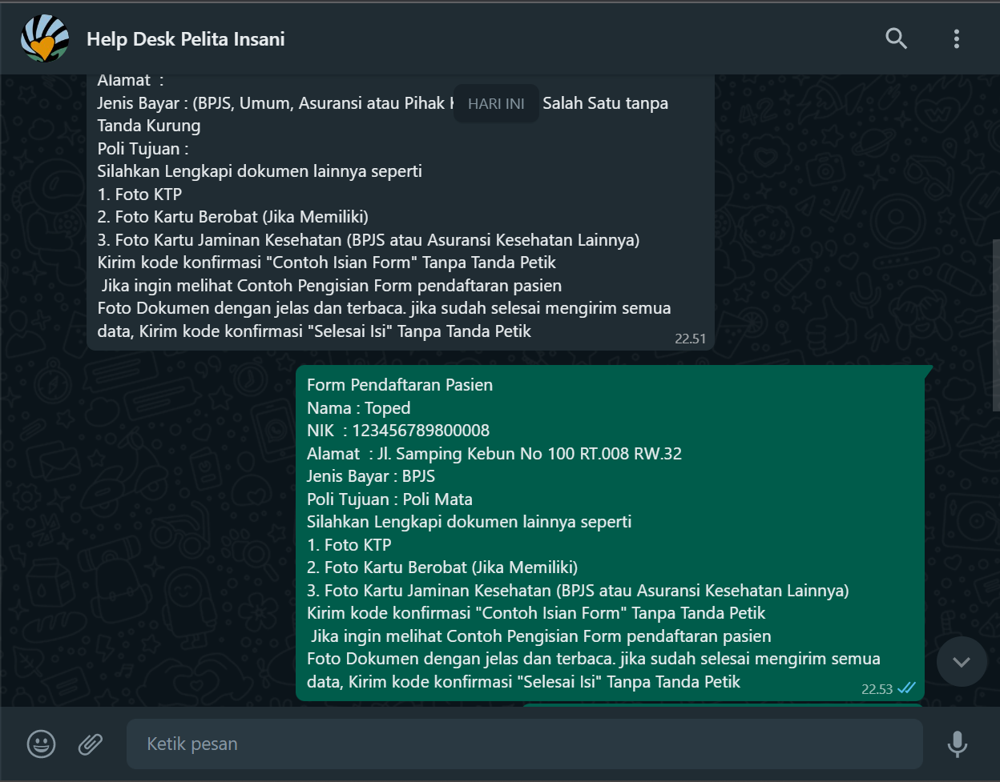 Help Desk Pelita Insani
Alamat :
HARI INI
Jenis Bayar : (BPJS, Umum, Asuransi atau Pihak Salah Satu tanpa
Tanda Kurung
Poli Tujuan :
Silahkan Lengkapi dokumen lainnya seperti
1. Foto KTP
2. Foto Kartu Berobat (Jika Memiliki)
3. Foto Kartu Jaminan Kesehatan (BPJS atau Asuransi Kesehatan Lainnya)
Kirim kode konfirmasi "Contoh Isian Form" Tanpa Tanda Petik
Jika ingin melihat Contoh Pengisian Form pendaftaran pasien
Foto Dokumen dengan jelas dan terbaca. jika sudah selesai mengirim semua
data, Kirim kode konfirmasi "Selesai Isi" Tanpa Tanda Petik
22.51
Form Pendaftaran Pasien
Nama : Toped
NIK : 123456789800008
Alamat : Jl. Samping Kebun No 100 RT.008 RW.32
Jenis Bayar : BPJS
Poli Tujuan : Poli Mata
Silahkan Lengkapi dokumen lainnya seperti
1. Foto KTP
2. Foto Kartu Berobat (Jika Memiliki)
3. Foto Kartu Jaminan Kesehatan (BPJS atau Asuransi Kesehatan Lainnya)
Kirim kode konfirmasi "Contoh Isian Form" Tanpa Tanda Petik
Jika ingin melihat Contoh Pengisian Form pendaftaran pasien
Foto Dokumen dengan jelas dan terbaca. jika sudah selesai mengirim semua
data, Kirim kode konfirmasi "Selesai Isi" Tanpa Tanda Petik
22.53
Ketik pesan